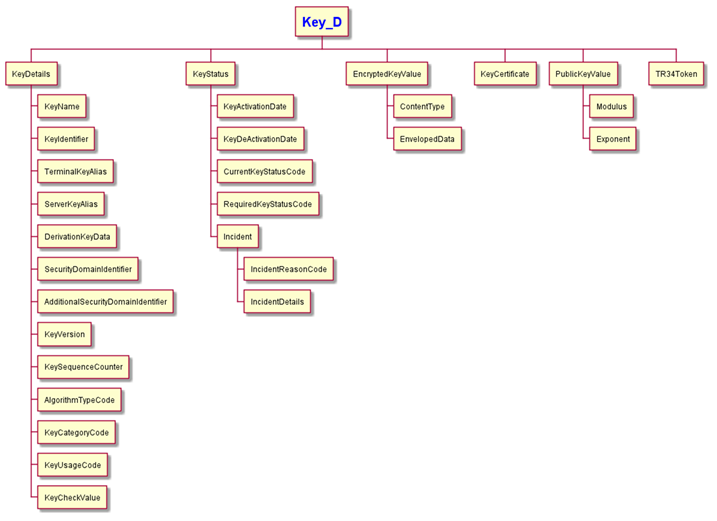 Key_D
KeyDetails
KeyStatus
EncryptedKeyValue
KeyCertificate
PublicKeyValue
TR34Token
KeyName
KeyIdentifier
TerminalKeyAlias
ServerKeyAlias
DerivationKeyData
SecurityDomainIdentifier
AdditionalSecurityDomainIdentifier
KeyVersion
KeySequenceCounter
AlgorithmTypeCode
KeyCategoryCode
KeyUsageCode
KeyCheckValue
KeyActivationDate
KeyDeActivationDate
CurrentKeyStatusCode
RequiredKeyStatusCode
Incident
IncidentReasonCode
IncidentDetails
ContentType
EnvelopedData
Modulus
Exponent